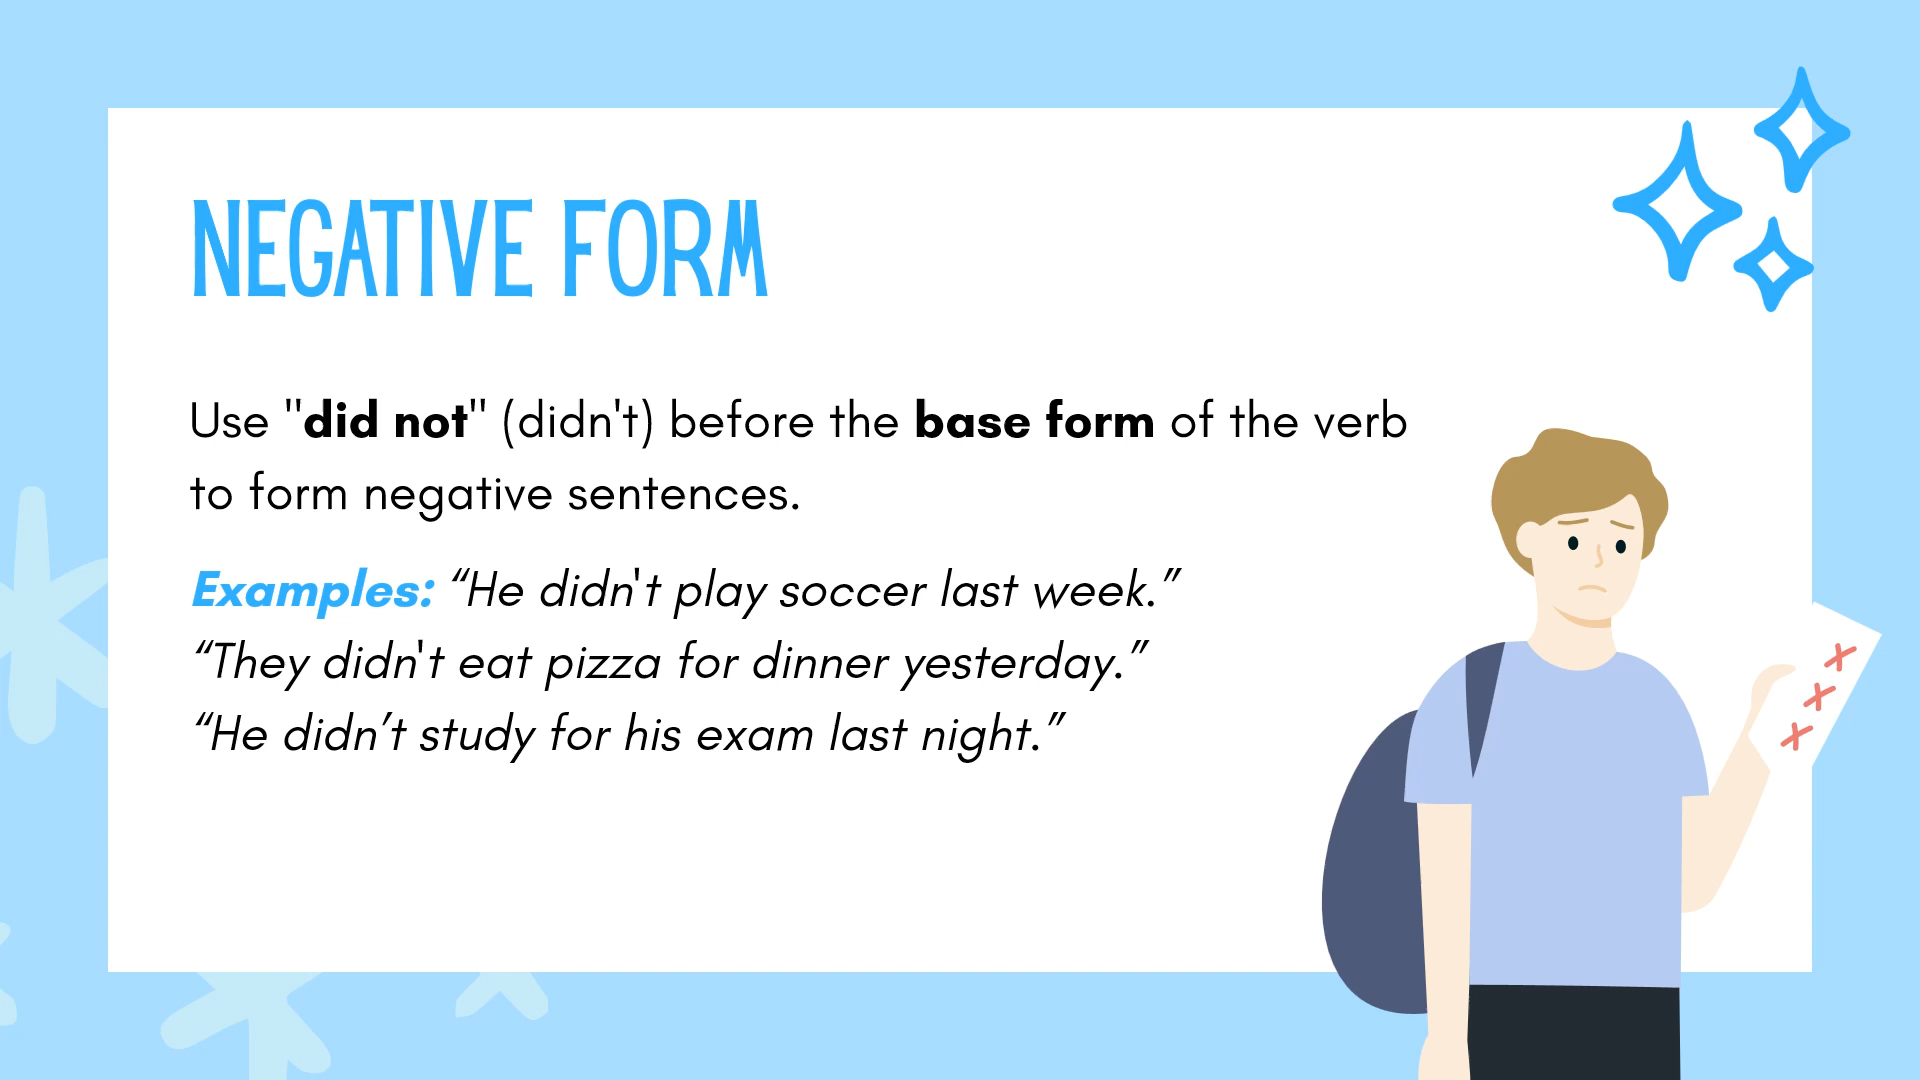 NEGATIVE FORM
Use "did not" (didn't) before the base form of the verb
to form negative sentences.
Examples: “He didn't play soccer last week.”
“They didn't eat pizza for dinner yesterday.”
“He didn’t study for his exam last night.”